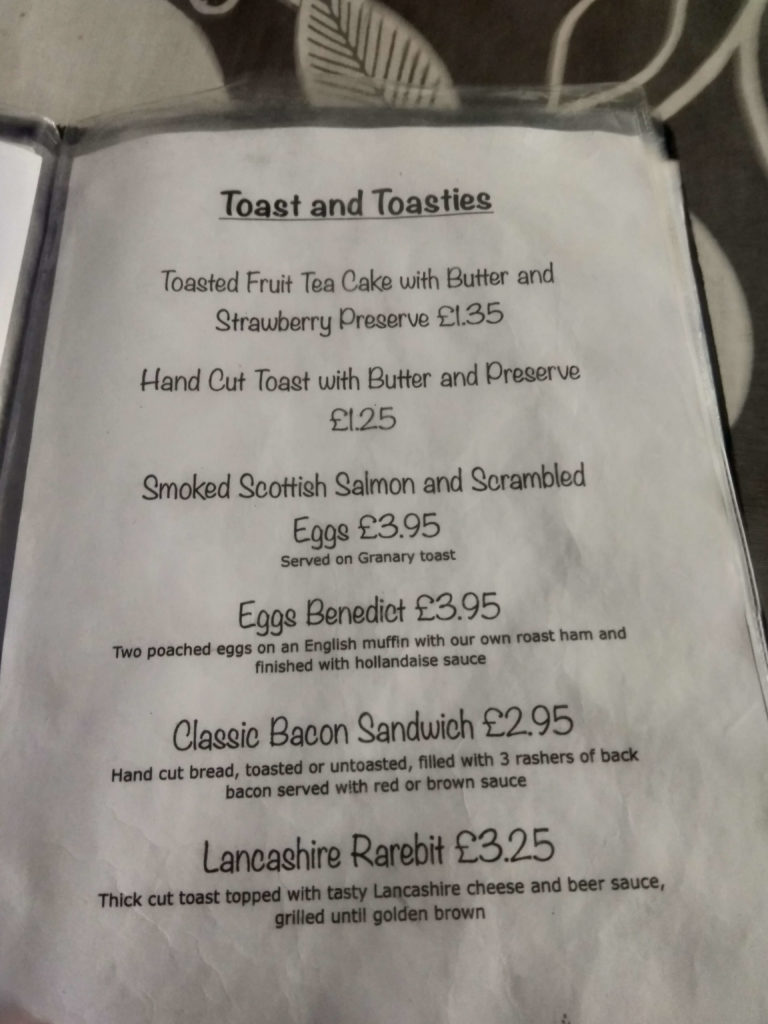 Toast and Toasties
Toasted Fruit Tea Cake with Butter and
Strawberry Preserve £1.35
Hand Cut Toast with Butter and Preserve
£1.25
Smoked Scottish Salmon and Scrambled
Eggs £3.95
Served on Granary toast
Eggs Benedict £3.95
Two poached eggs on an English muffin with our own roast ham and
finished with hollandaise sauce
Classic Bacon Sandwich £2.95
Hand cut bread, toasted or untoasted, filled with 3 rashers of back
bacon served with red or brown sauce
Lancashire Rarebit £3.25
Thick cut toast topped with tasty Lancashire cheese and beer sauce,
grilled until golden brown